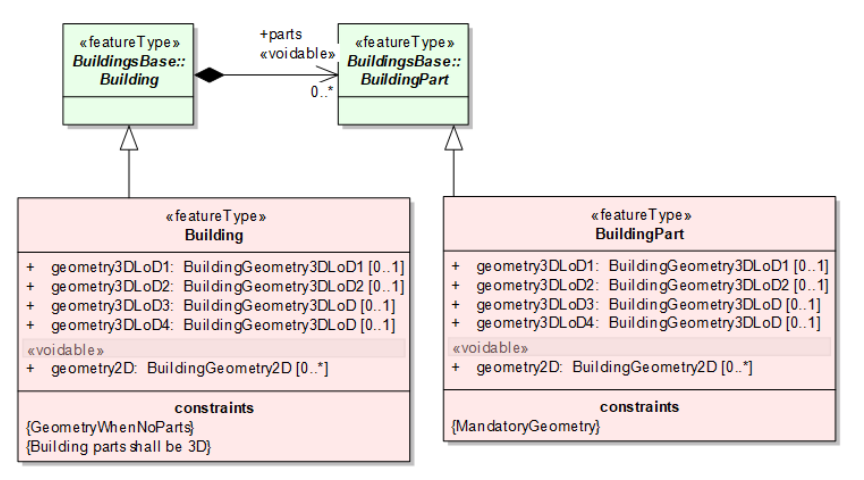 «featureType»
BuildingsBase::
Building
+parts
«voidable»
0..*
«featureType»
BuildingsBase::
BuildingPart
«featureType»
Building
+ geometry3DLoD1: BuildingGeometry3DLoD1 [0..1]
+ geometry3DLoD2: BuildingGeometry3DLoD2 [0..1]
+ geometry3DLoD3: BuildingGeometry3DLoD [0..1]
+ geometry3DLoD4: BuildingGeometry3DLoD [0..1]
«voidable»
+ geometry2D: BuildingGeometry2D [0..*]
constraints
{GeometryWhenNoParts}
{Building parts shall be 3D}
«featureType»
BuildingPart
+ geometry3DLoD1: BuildingGeometry3DLoD1 [0..1]
+ geometry3DLoD2: BuildingGeometry3DLoD2 [0..1]
+ geometry3DLoD3: BuildingGeometry3DLoD [0..1]
+ geometry3DLoD4: BuildingGeometry3DLoD [0..1]
«voidable»
+ geometry2D: BuildingGeometry2D [0..*]
constraints
{MandatoryGeometry}